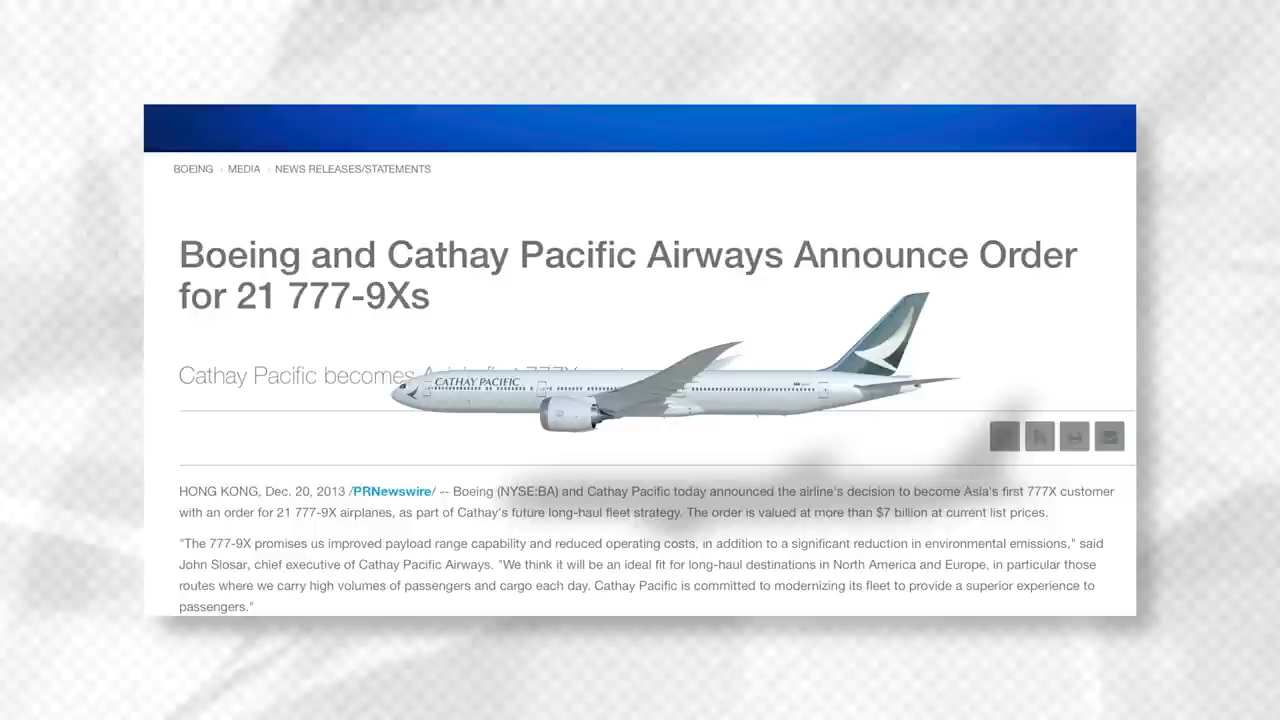 BOEING › MEDIA › NEWS RELEASES/STATEMENTS
Boeing and Cathay Pacific Airways Announce Order
for 21 777-9Xs
Cathay Pacific becomes
CATHAY PACIFIC
HONG KONG, Dec. 20, 2013 /PRNewswire/ -- Boeing (NYSE:BA) and Cathay Pacific today announced the airline's decision to become Asia's first 777X customer
with an order for 21 777-9X airplanes, as part of Cathay's future long-haul fleet strategy. The order is valued at more than $7 billion at current list prices.
"The 777-9X promises us improved payload range capability and reduced operating costs, in addition to a significant reduction in environmental emissions," said
John Slosar, chief executive of Cathay Pacific Airways. "We think it will be an ideal fit for long-haul destinations in North America and Europe, in particular those
routes where we carry high volumes of passengers and cargo each day. Cathay Pacific is committed to modernizing its fleet to provide a superior experience to
passengers."